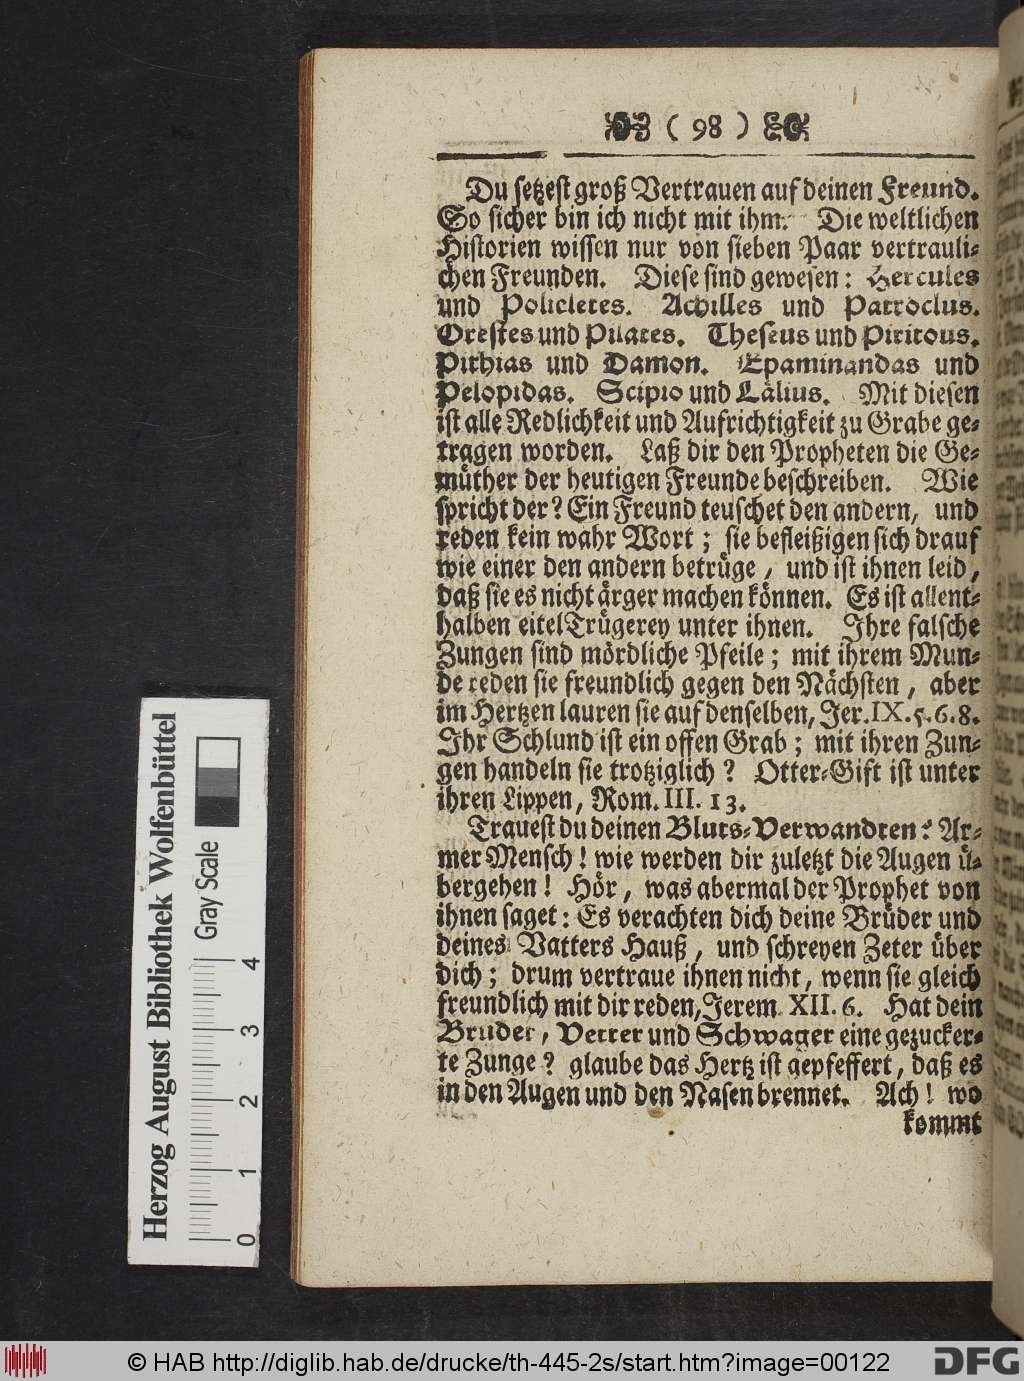 ( 98 )
Du setzest groß Vertrauen auf deinen Freund.
So sicher bin ich nicht mit ihm. Die weltlichen
Historien wissen nur von sieben Paar vertrauli-
chen Freunden. Diese sind gewesen: Hercules
und Policletes. Achilles und Patroclus.
Orestes und Pilates. Theseus und Piritous.
Pithias und Damon. Epaminandas und
Pelopidas. Scipio und Lälius. Mit diesen
ist alle Redlichkeit und Aufrichtigkeit zu Grabe ge-
tragen worden. Laß dir den Propheten die Ge-
müther der heutigen Freunde beschreiben. Wie
spricht der? Ein Freund teuschet den andern, und
reden kein wahr Wort; sie befleißigen sich drauf
wie einer den andern betrüge, und ist ihnen leid,
daß sie es nicht ärger machen können. Es ist allent-
halben eitel Trügerey unter ihnen. Ihre falsche
Zungen sind mördliche Pfeile; mit ihrem Mun-
de reden sie freundlich gegen den Nächsten, aber
im Hertzen lauren sie auf denselben, Jer. IX. 5. 6. 8.
Ihr Schlund ist ein offen Grab; mit ihren Zun-
gen handeln sie trotziglich? Otter-Gift ist unter
ihren Lippen, Rom. III. 13.
Trauest du deinen Bluts-Verwandten? Ar-
mer Mensch! wie werden dir zuletzt die Augen ü-
bergehen! Hör, was abermal der Prophet von
ihnen saget: Es verachten dich deine Brüder und
deines Vatters Hauß, und schreyen Zeter über
dich; drum vertraue ihnen nicht, wenn sie gleich
freundlich mit dir reden, Jerem. XII. 6. Hat dein
Bruder, Vetter und Schwager eine gezucker-
te Zunge? glaube das Hertz ist gepfeffert, daß es
in den Augen und den Nasen brennet. Ach! wo
kommt
Herzog August Bibliothek Wolfenbüttel
Gray Scale
0 1 2 3 4
© HAB http://diglib.hab.de/drucke/th-445-2s/start.htm?image=00122
DFG